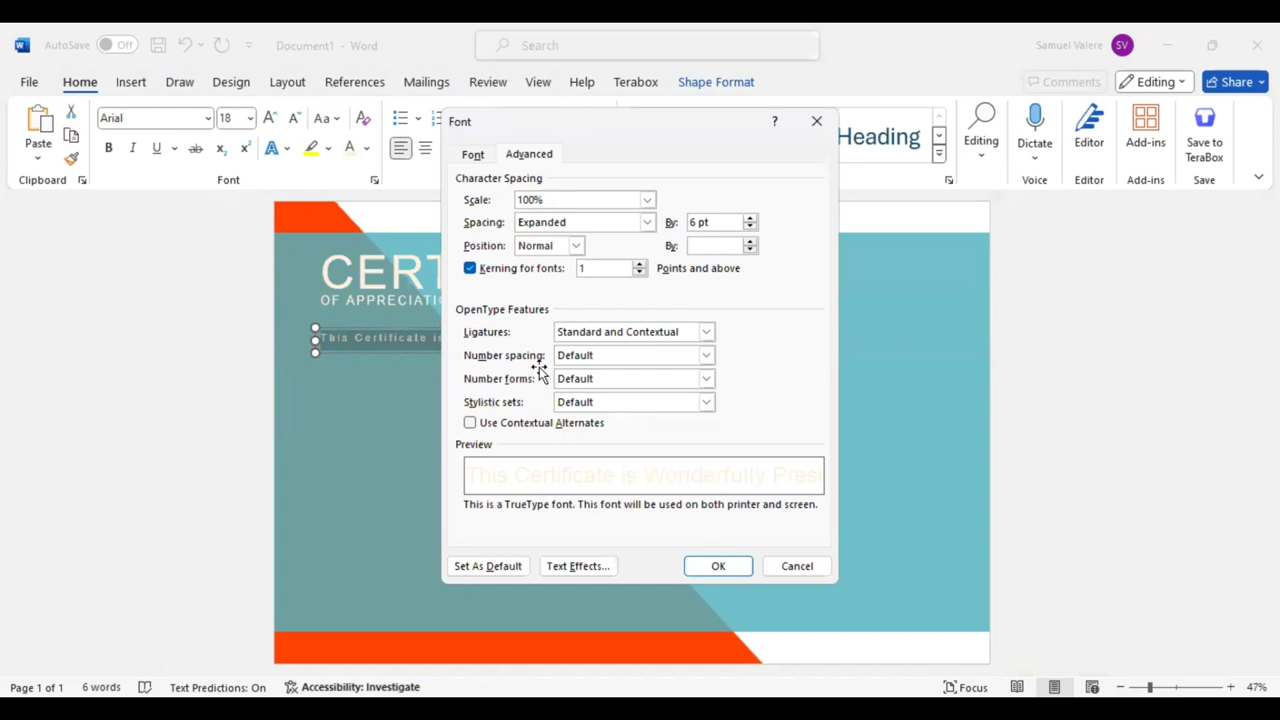 AutoSave Off Document1 - Word Search Samuel Valere SV
File Home Insert Draw Design Layout References Mailings Review View Help Terabox Shape Format Comments Editing Share
Paste Arial 18 Aa Heading Editing Dictate Editor Add-ins Save to TeraBox
B I U ab x₂ x² A A
Clipboard Font Voice Editor Add-ins Save
Font ?
Font Advanced
Character Spacing
Scale: 100%
Spacing: Expanded By: 6 pt
Position: Normal By:
Kerning for fonts: 1 Points and above
OpenType Features
Ligatures: Standard and Contextual
Number spacing: Default
Number forms: Default
Stylistic sets: Default
Use Contextual Alternates
Preview
This Certificate is Wonderfully Pres
This is a TrueType font. This font will be used on both printer and screen.
Set As Default Text Effects... OK Cancel
CERT
OF APPRECIATIO
This Certificate is
Page 1 of 1 6 words Text Predictions: On Accessibility: Investigate Focus 47%